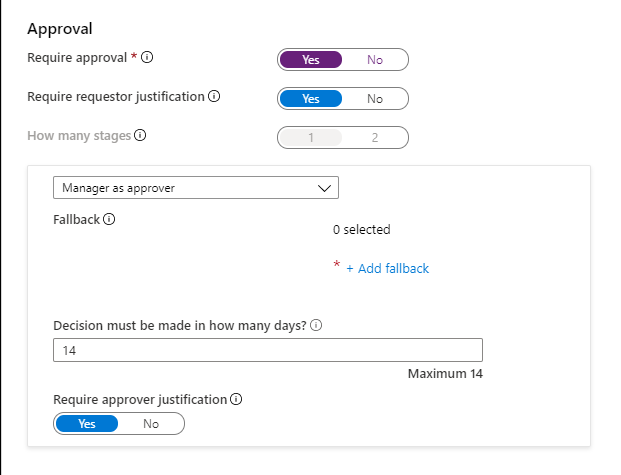 Approval
Require approval *
Yes No
Require requestor justification
Yes No
How many stages
1 2
Manager as approver
Fallback
0 selected
* + Add fallback
Decision must be made in how many days?
14
Maximum 14
Require approver justification
Yes No